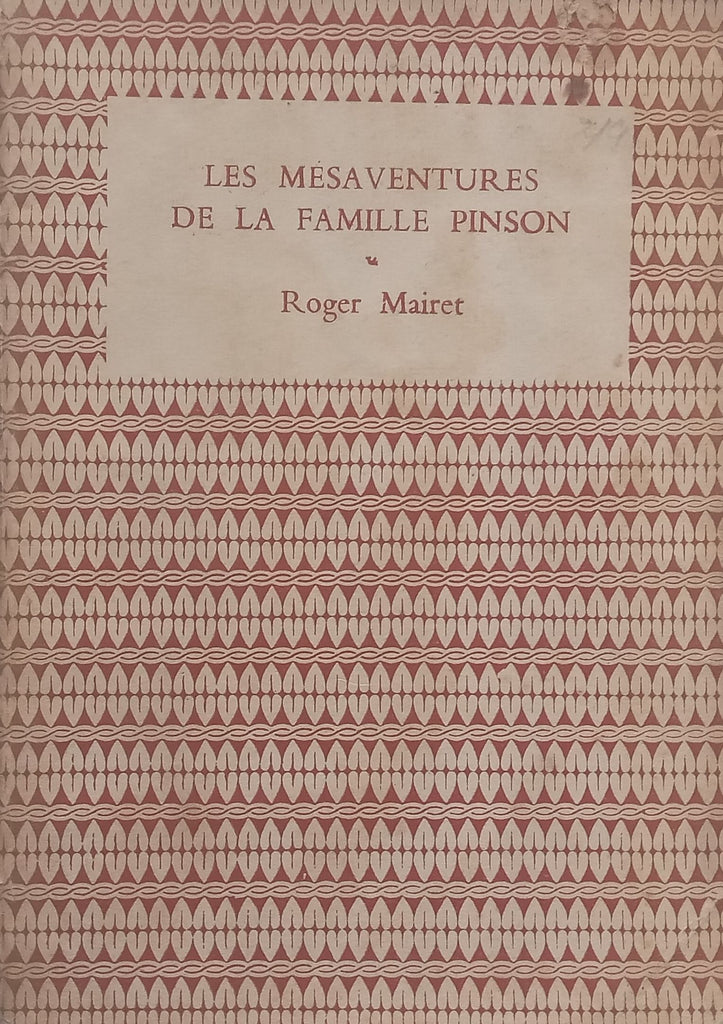 LES MÉSAVENTURES
DE LA FAMILLE PINSON
Roger Mairet